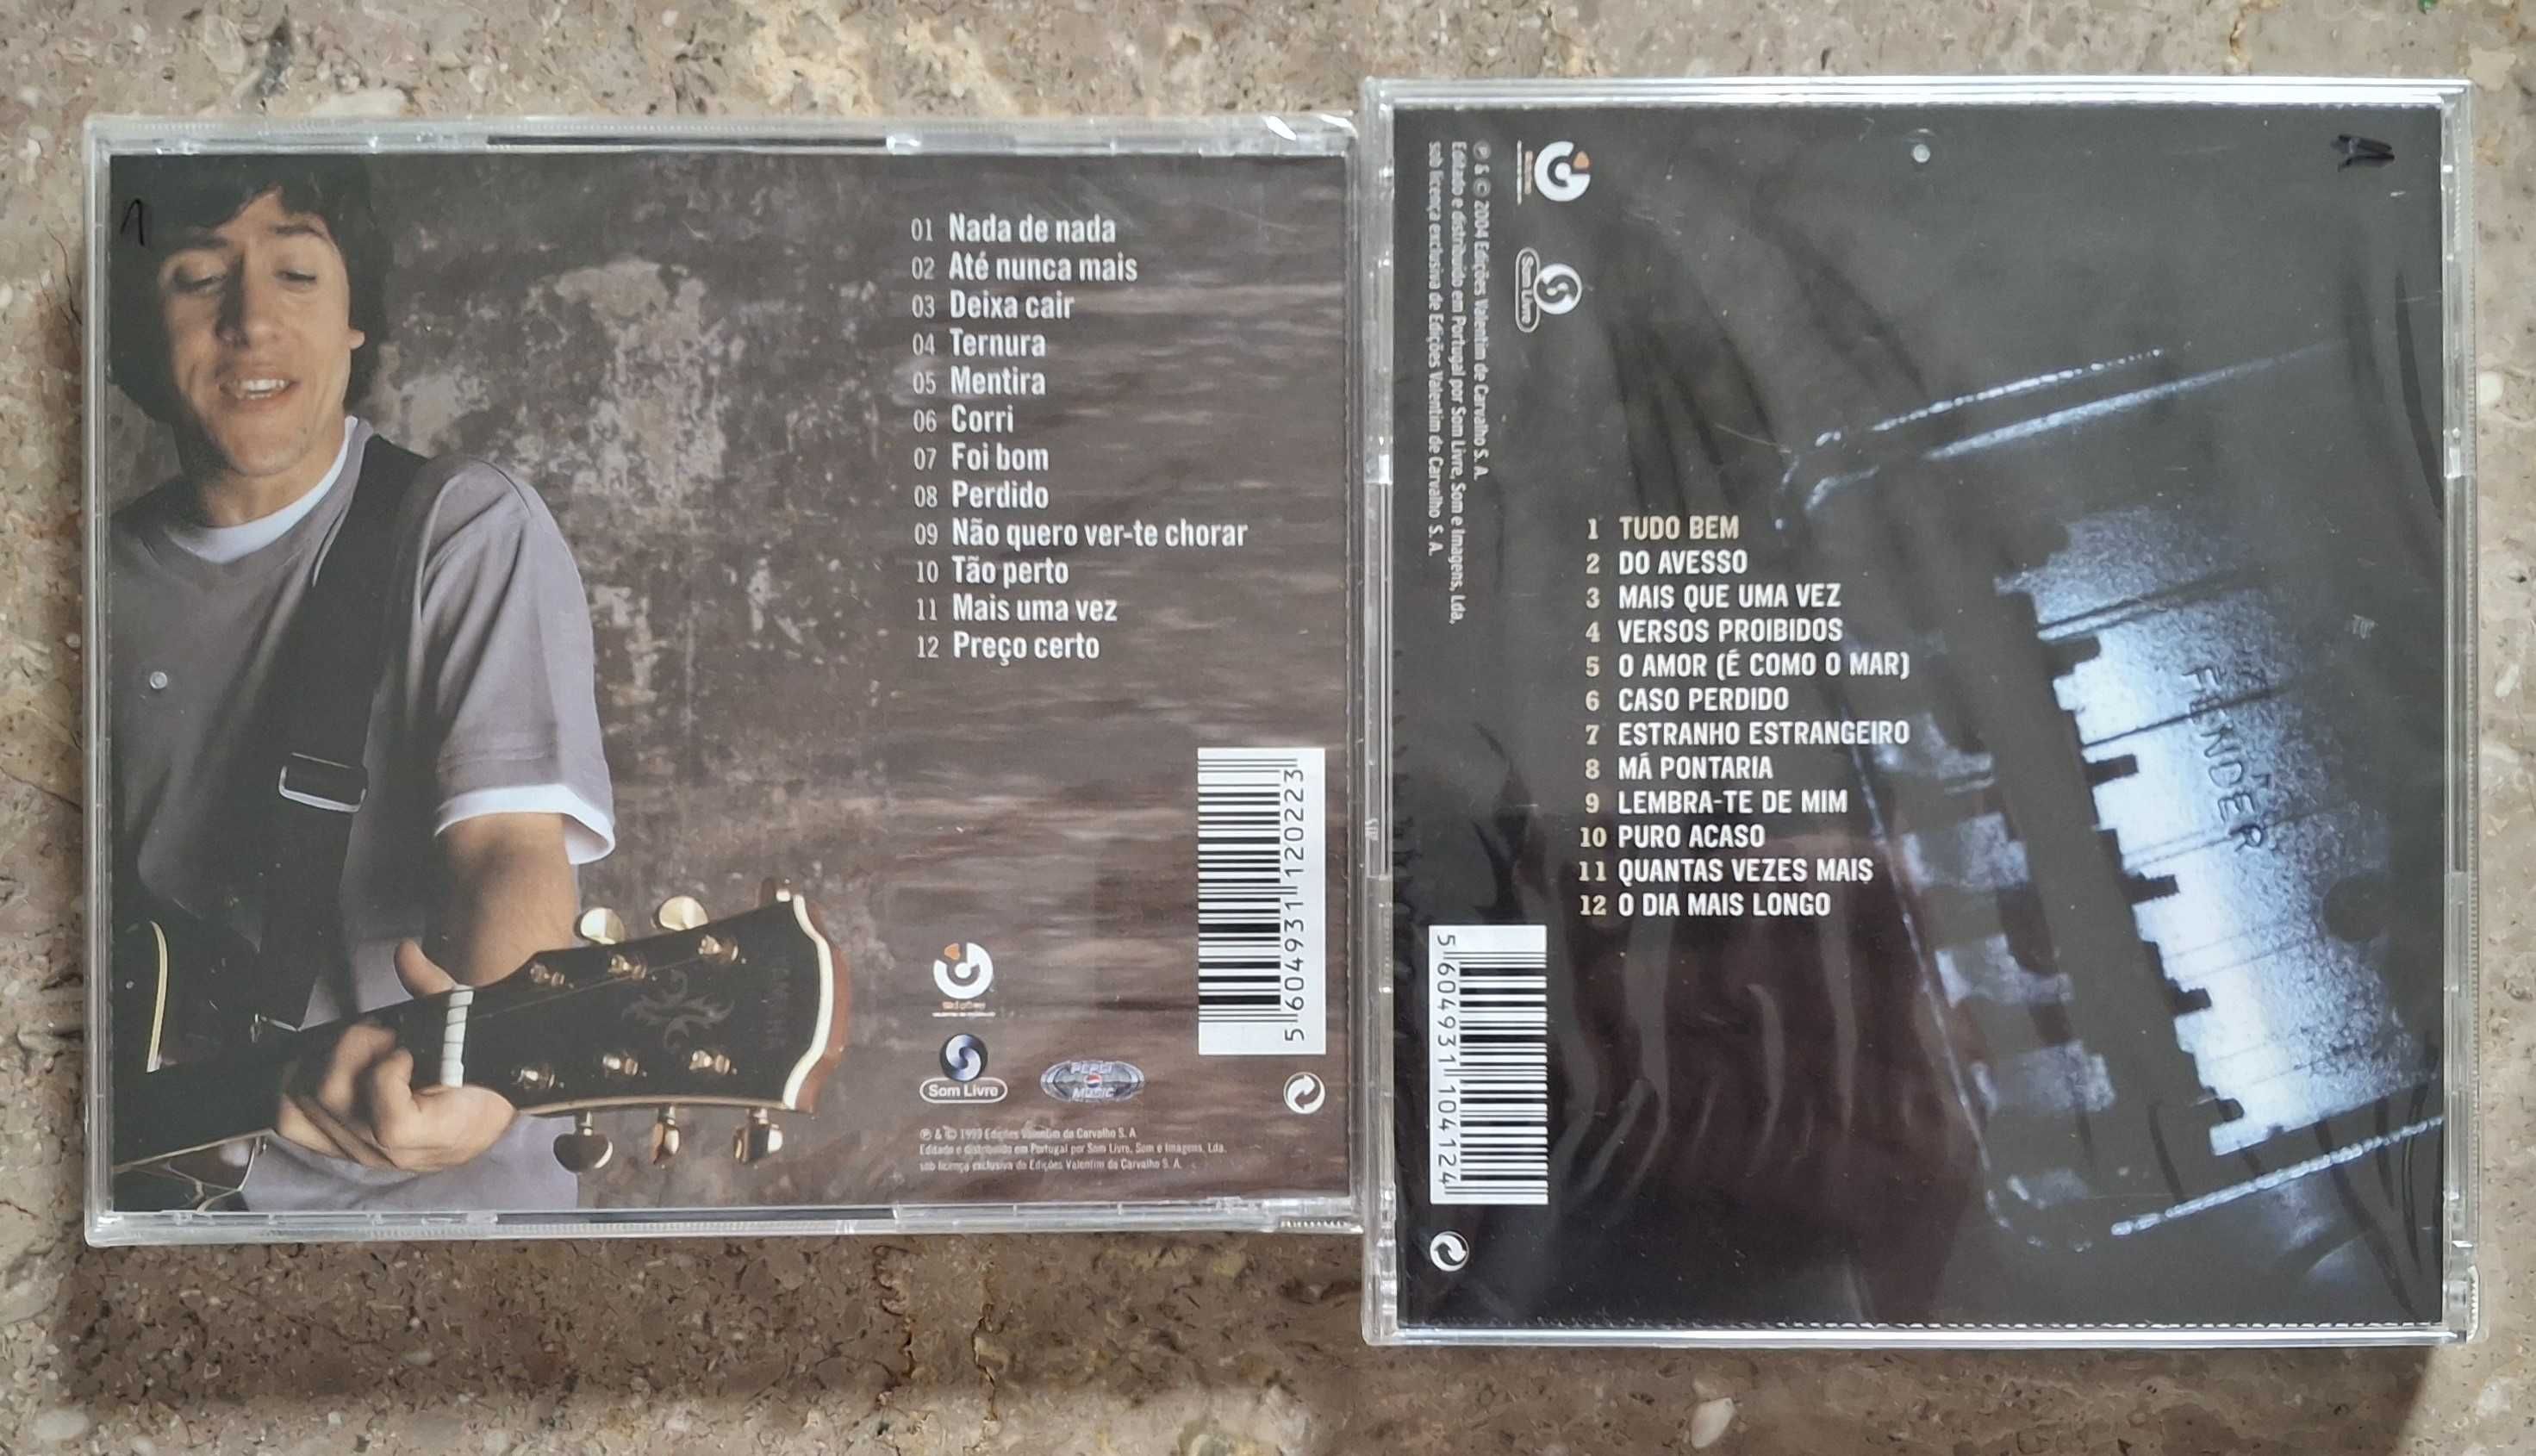 1
01 Nada de nada
02 Até nunca mais
03 Deixa cair
04 Ternura
05 Mentira
06 Corri
07 Foi bom
08 Perdido
09 Não quero ver-te chorar
10 Tão perto
11 Mais uma vez
12 Preço certo
5 604931 120223
Som Livre
PEPSI
MUSIC
℗ & © 1999 Edições Valentim de Carvalho S. A.
Editado e distribuído em Portugal por Som Livre, Som e Imagens, Lda.
sob licença exclusiva de Edições Valentim de Carvalho S. A.
℗ & © 2004 Edições Valentim de Carvalho S. A.
Editado e distribuído em Portugal por Som Livre, Som e Imagens, Lda,
sob licença exclusiva de Edições Valentim de Carvalho S. A.
Som Livre
1 TUDO BEM
2 DO AVESSO
3 MAIS QUE UMA VEZ
4 VERSOS PROIBIDOS
5 O AMOR (É COMO O MAR)
6 CASO PERDIDO
7 ESTRANHO ESTRANGEIRO
8 MÁ PONTARIA
9 LEMBRA-TE DE MIM
10 PURO ACASO
11 QUANTAS VEZES MAIS
12 O DIA MAIS LONGO
FENDER
5 604931 104124